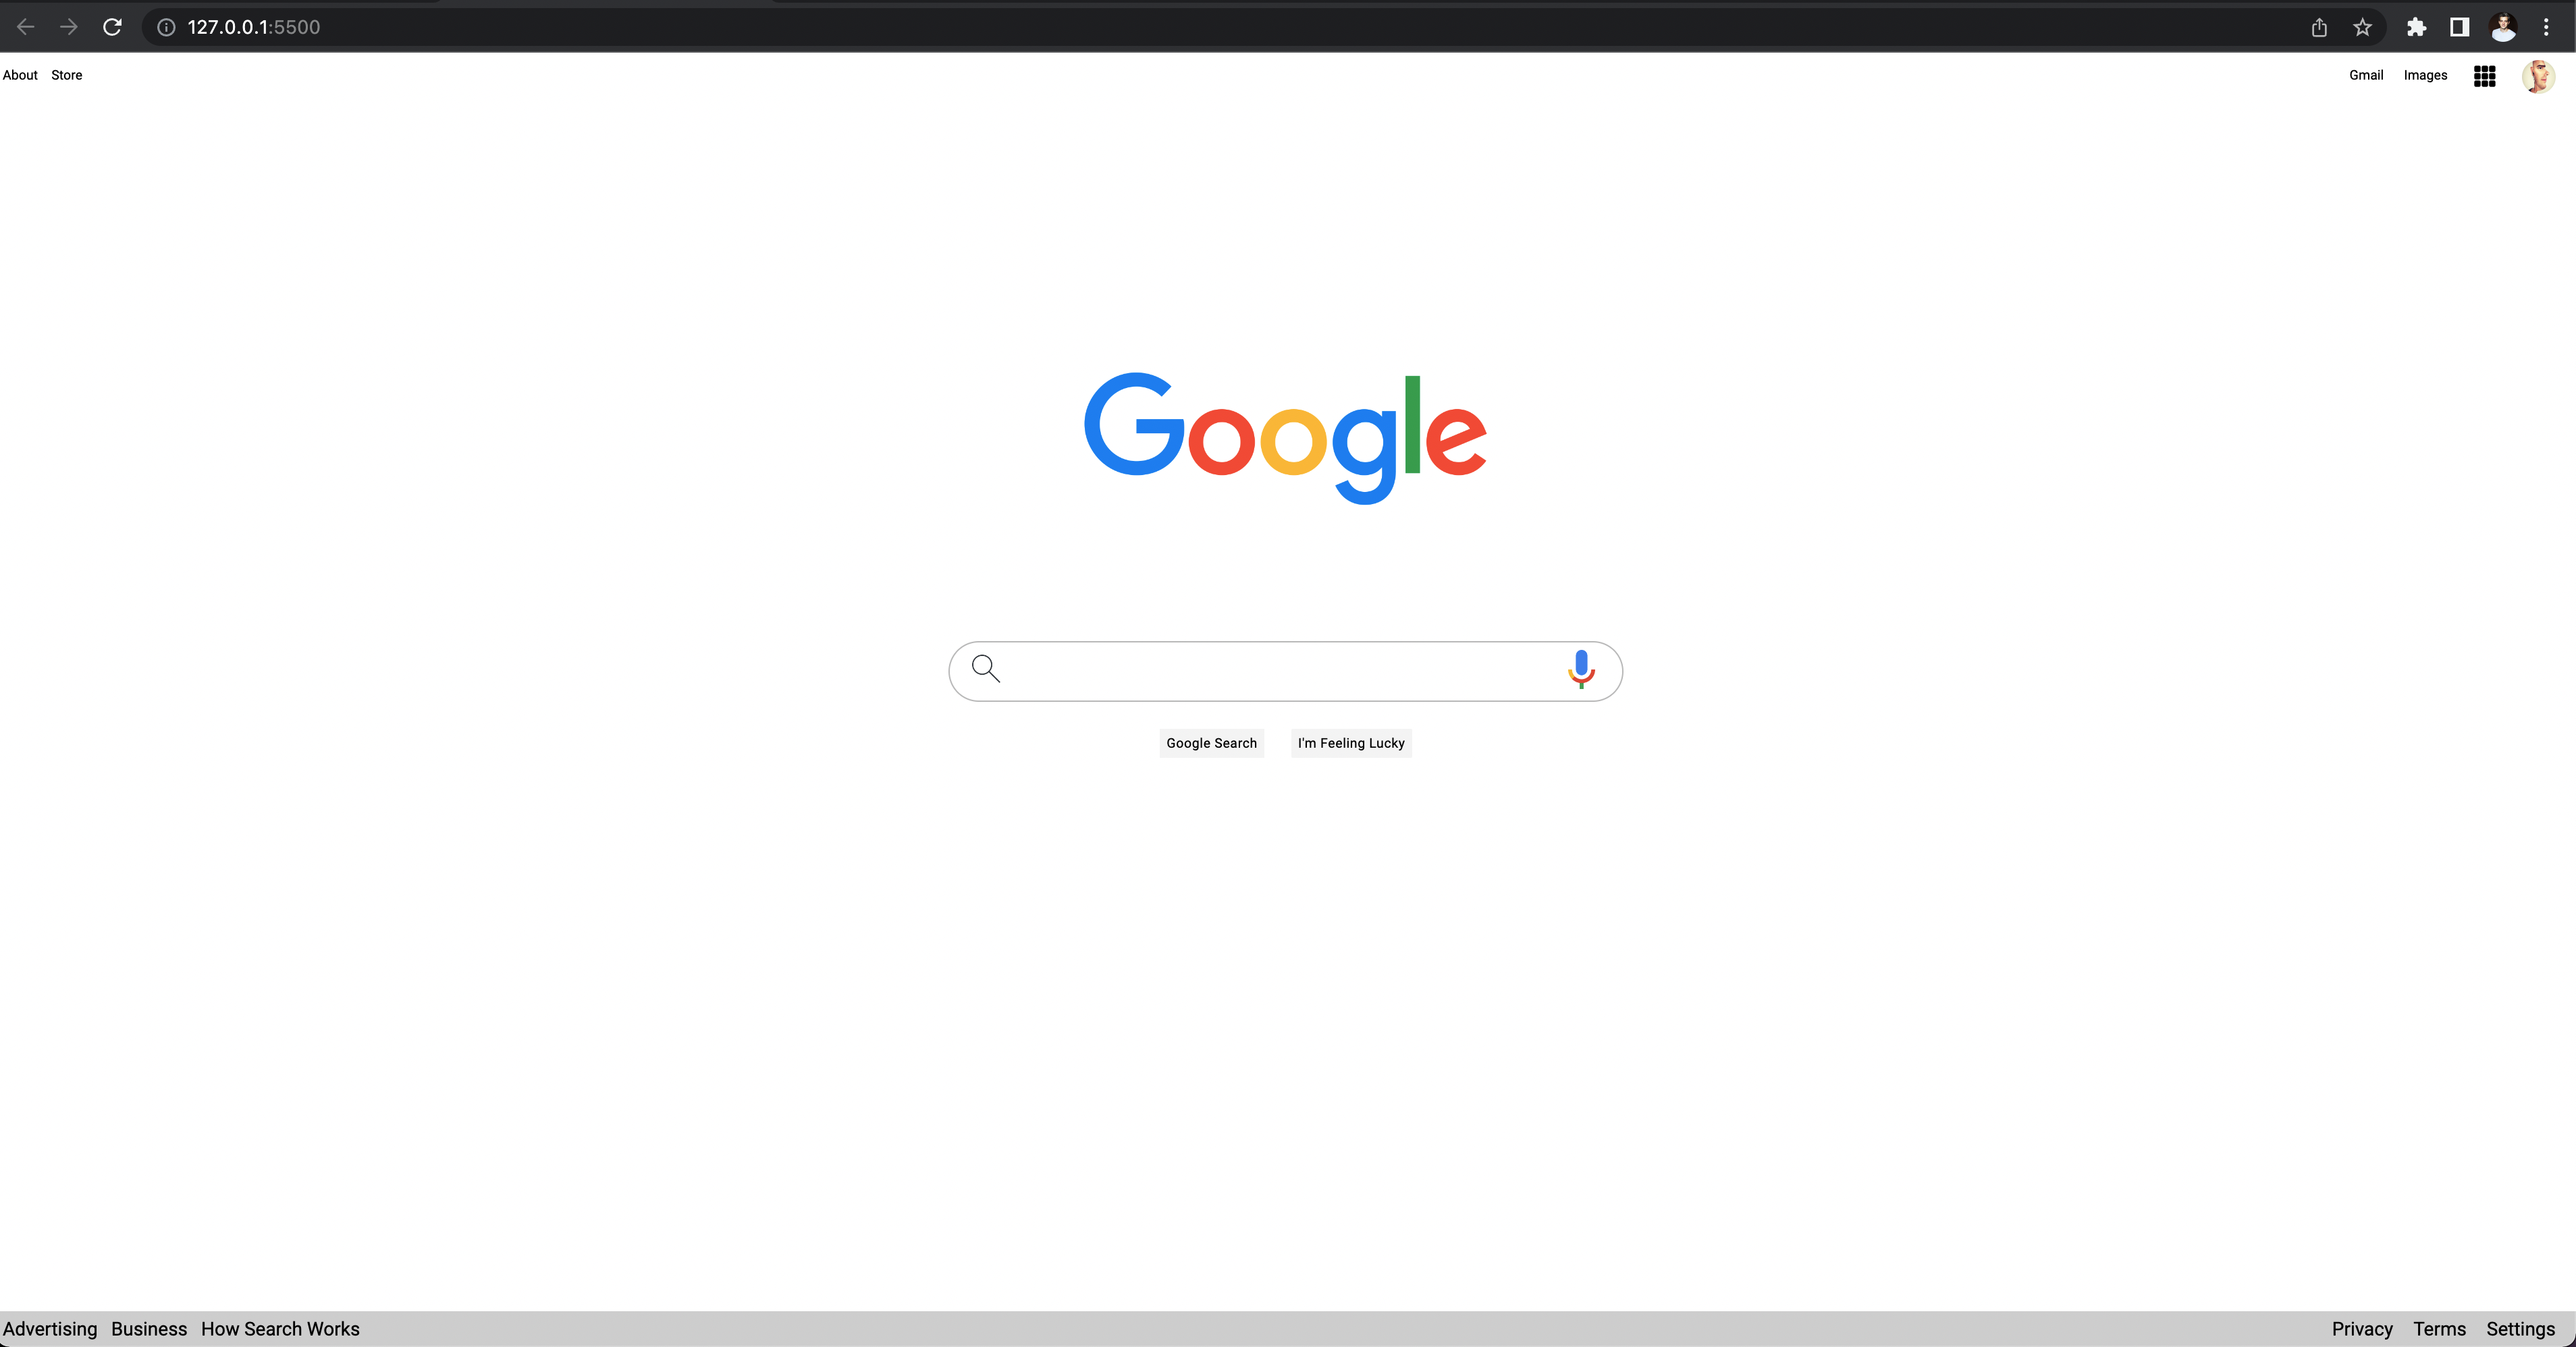 127.0.0.1:5500
About Store Gmail Images
Google
Google Search I'm Feeling Lucky
Advertising Business How Search Works Privacy Terms Settings